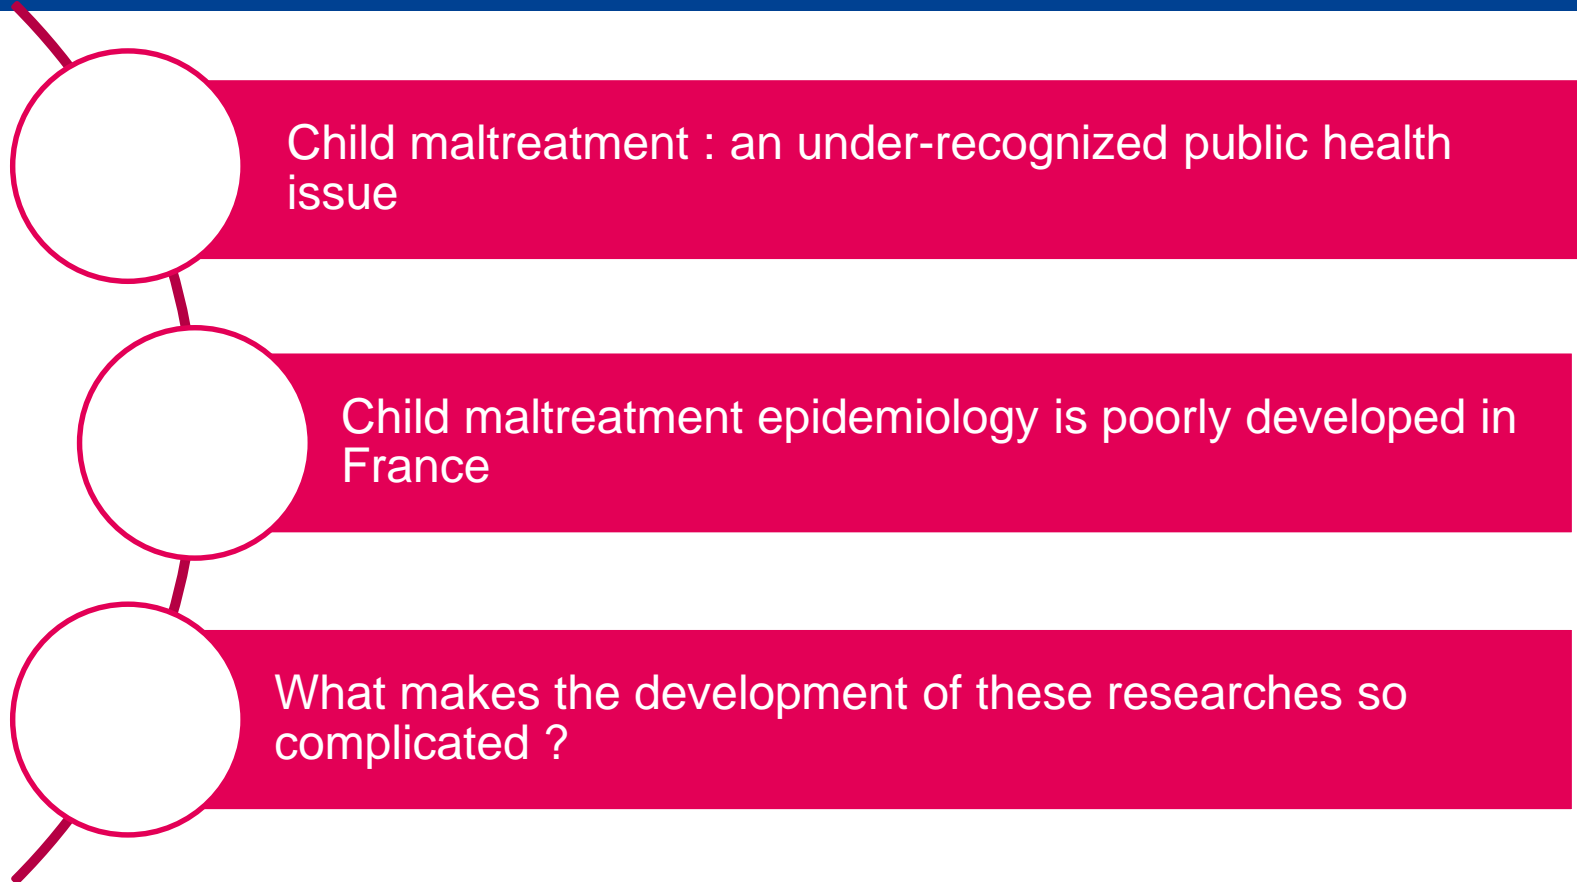 Child maltreatment : an under-recognized public health
issue
Child maltreatment epidemiology is poorly developed in
France
What makes the development of these researches so
complicated ?